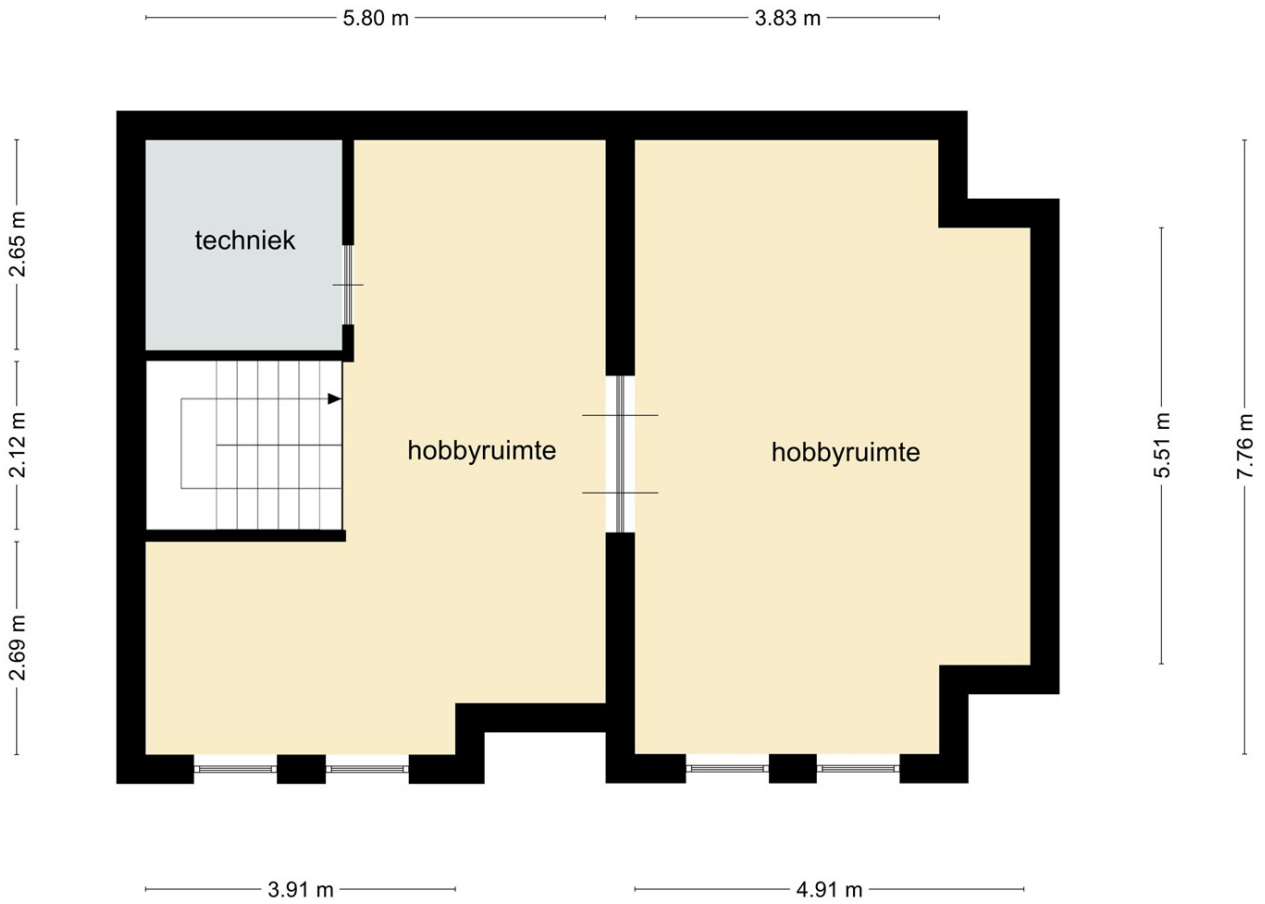 5.80 m
3.83 m
2.65 m
techniek
2.12 m
hobbyruimte
hobbyruimte
5.51 m
7.76 m
2.69 m
3.91 m
4.91 m